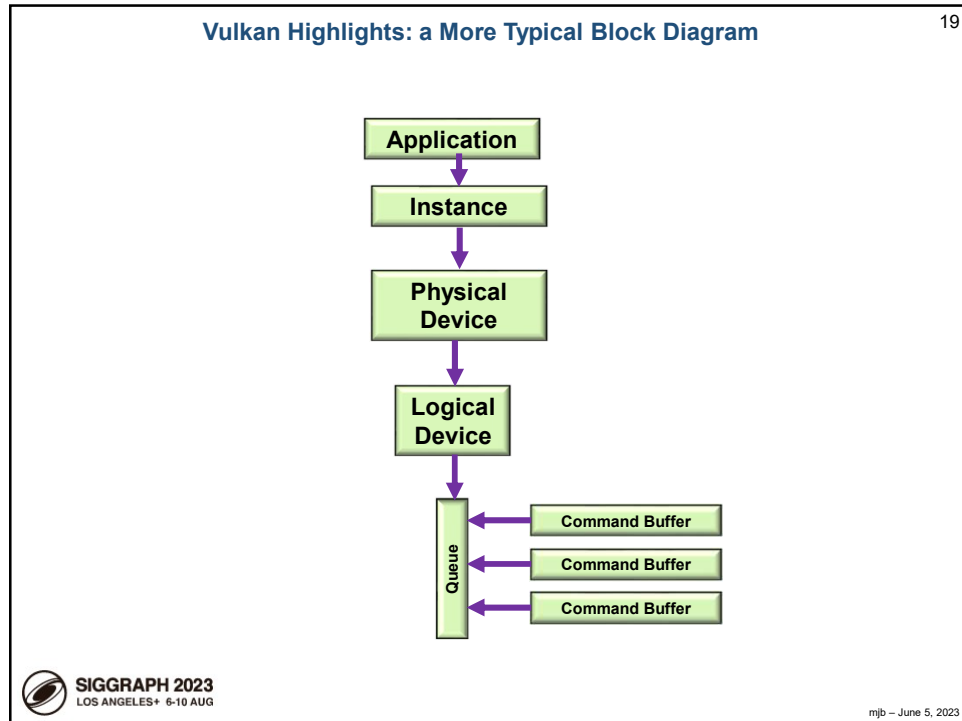 Vulkan Highlights: a More Typical Block Diagram
19
Application
Instance
Physical
Device
Logical
Device
Queue
Command Buffer
Command Buffer
Command Buffer
SIGGRAPH 2023
LOS ANGELES+ 6-10 AUG
mjb – June 5, 2023